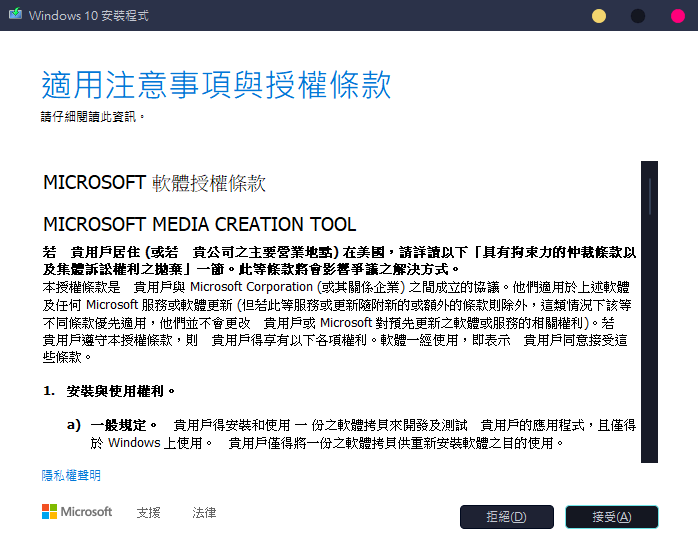 Windows 10 安裝程式
適用注意事項與授權條款
請仔細閱讀此資訊。
MICROSOFT 軟體授權條款
MICROSOFT MEDIA CREATION TOOL
若　貴用戶居住 (或若　貴公司之主要營業地點) 在美國，請詳讀以下「具有拘束力的仲裁條款以
及集體訴訟權利之拋棄」一節。此等條款將會影響爭議之解決方式。
本授權條款是　貴用戶與 Microsoft Corporation (或其關係企業) 之間成立的協議。他們適用於上述軟體
及任何 Microsoft 服務或軟體更新 (但若此等服務或更新隨附新的或額外的條款則除外，這類情況下該等
不同條款優先適用，他們並不會更改　貴用戶或 Microsoft 對預先更新之軟體或服務的相關權利)。若
貴用戶遵守本授權條款，則　貴用戶得享有以下各項權利。軟體一經使用，即表示　貴用戶同意接受這
些條款。
1. 安裝與使用權利。
a) 一般規定。　貴用戶得安裝和使用 一 份之軟體拷貝來開發及測試　貴用戶的應用程式，且僅得
於 Windows 上使用。　貴用戶僅得將一份之軟體拷貝供重新安裝軟體之目的使用。
隱私權聲明
Microsoft 支援 法律
拒絕(D) 接受(A)